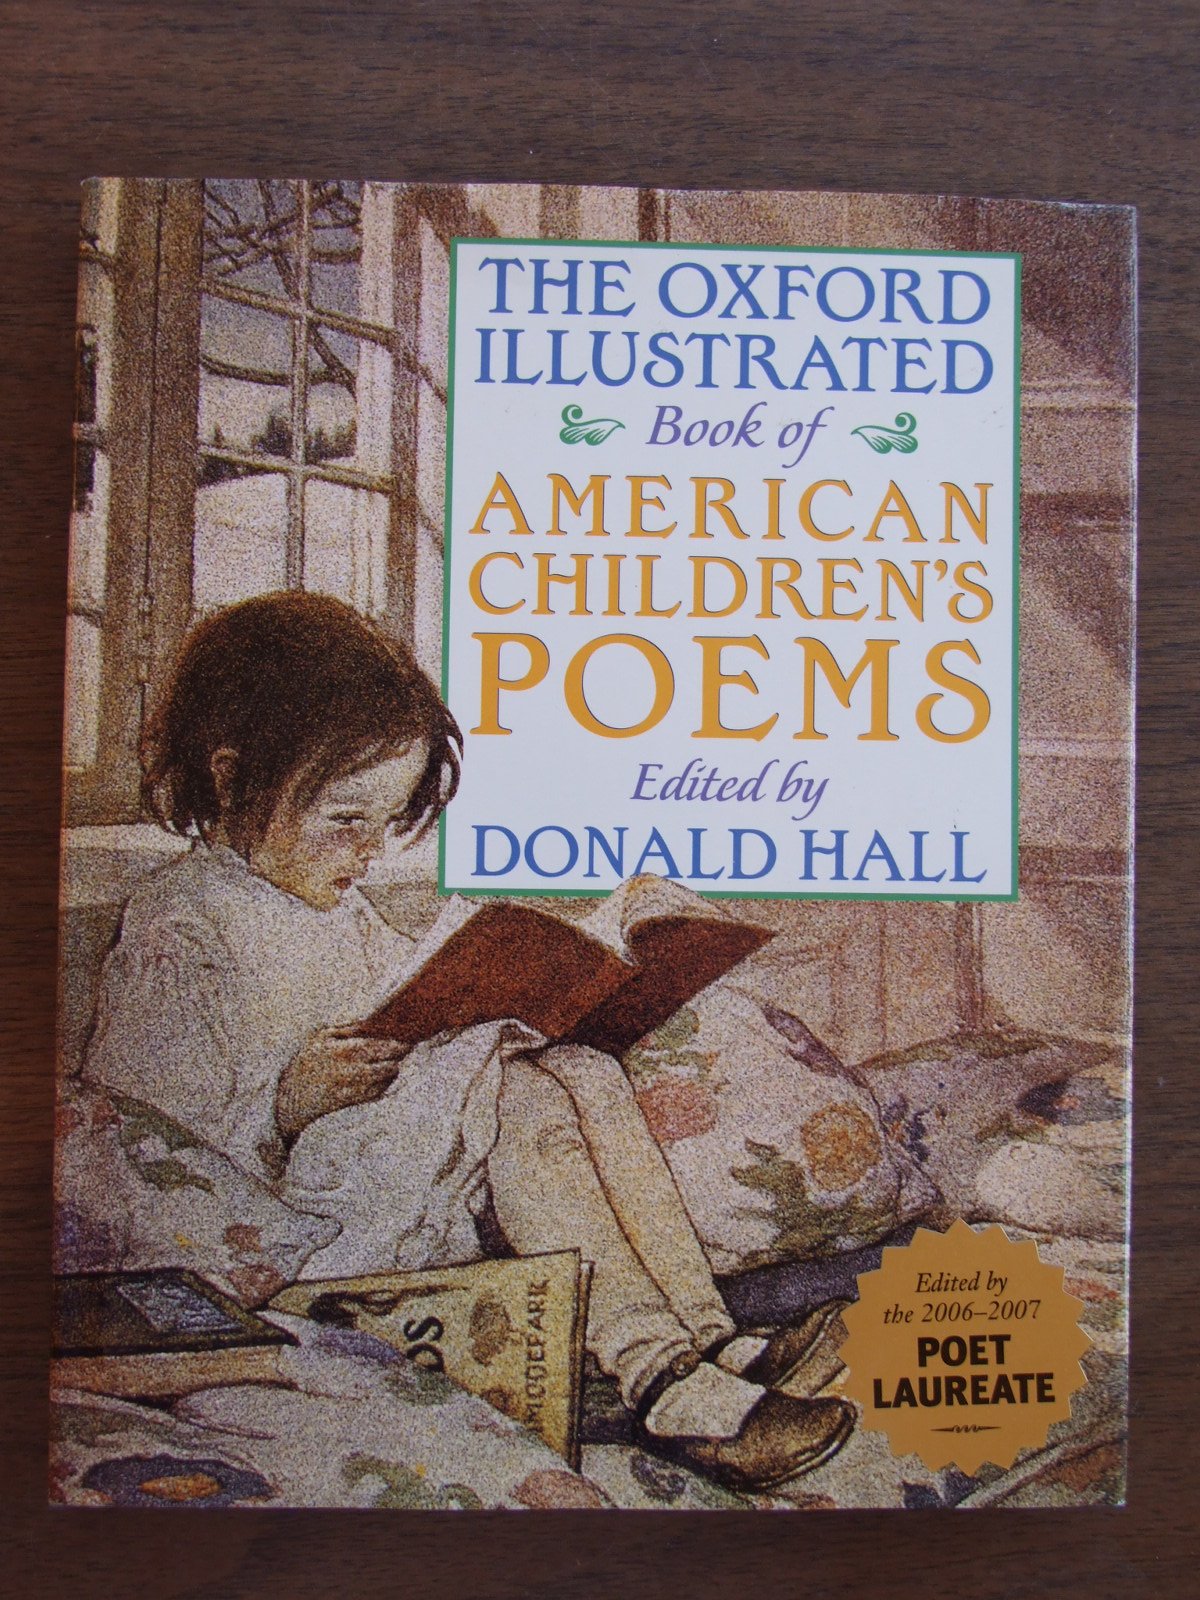 THE OXFORD
ILLUSTRATED
Book of
AMERICAN
CHILDREN'S
POEMS
Edited by
DONALD HALL
Edited by
the 2006–2007
POET
LAUREATE